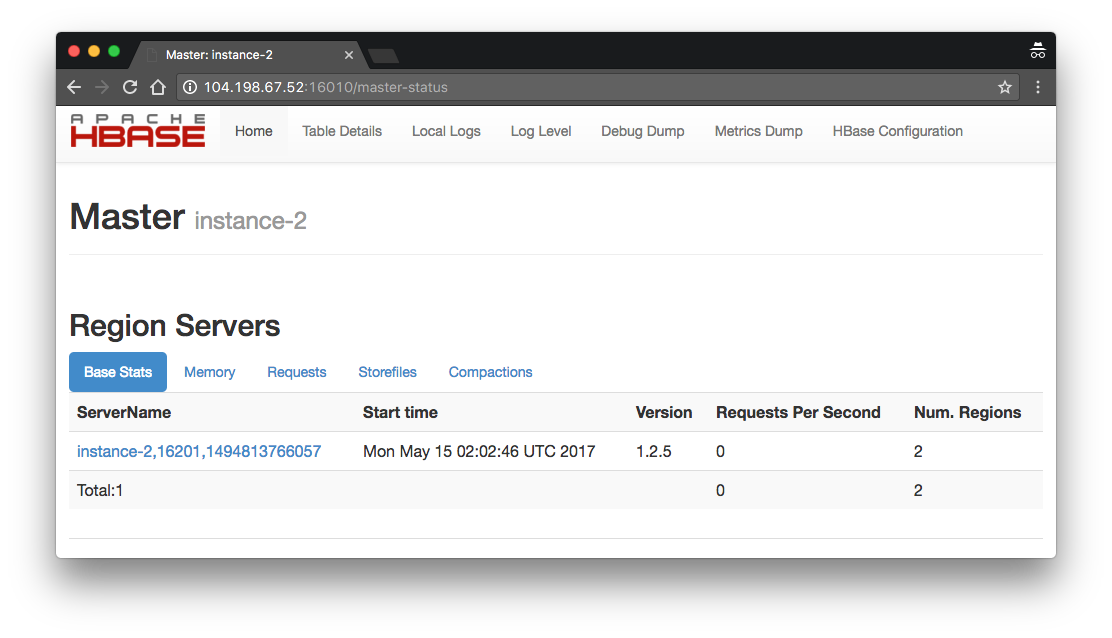 Master: instance-2
104.198.67.52:16010/master-status
APACHE
HBASE
Home Table Details Local Logs Log Level Debug Dump Metrics Dump HBase Configuration
Master instance-2
Region Servers
Base Stats Memory Requests Storefiles Compactions
ServerName Start time Version Requests Per Second Num. Regions
instance-2,16201,1494813766057 Mon May 15 02:02:46 UTC 2017 1.2.5 0 2
Total:1 0 2